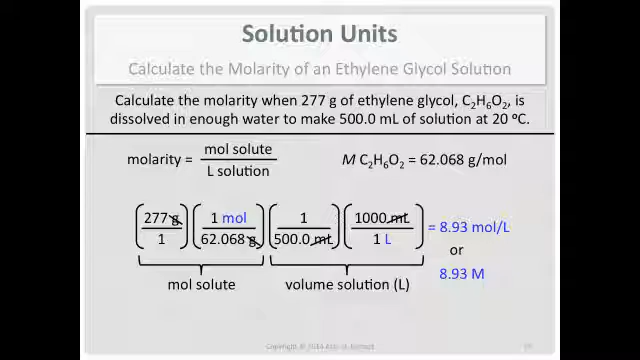 Solution Units
Calculate the Molarity of an Ethylene Glycol Solution
Calculate the molarity when 277 g of ethylene glycol, C₂H₆O₂, is
dissolved in enough water to make 500.0 mL of solution at 20 ºC.
molarity = mol solute / L solution
M C₂H₆O₂ = 62.068 g/mol
(277 g / 1) (1 mol / 62.068 g) (1 / 500.0 mL) (1000 mL / 1 L) = 8.93 mol/L
or
8.93 M
mol solute
volume solution (L)
Copyright © 2014